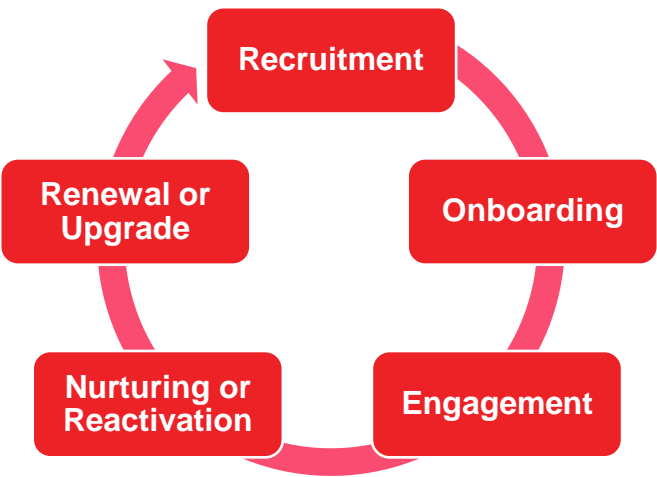 Recruitment
Onboarding
Engagement
Nurturing or
Reactivation
Renewal or
Upgrade